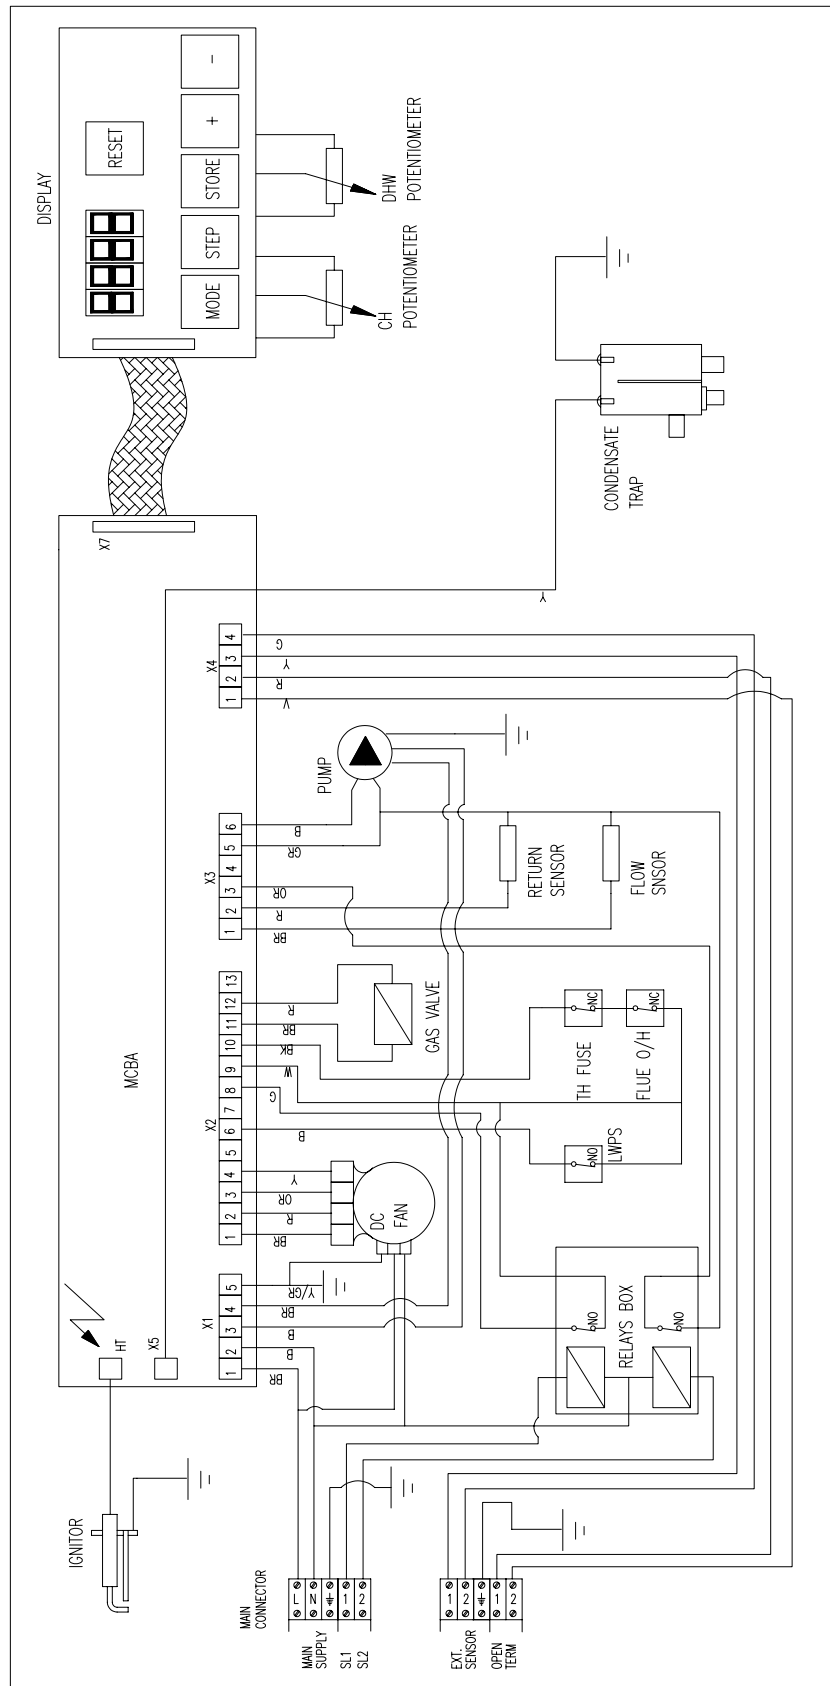 DISPLAY
RESET
MODE
STEP
STORE
+
-
CH
POTENTIOMETER
DHW
POTENTIOMETER
CONDENSATE
TRAP
MCBA
X7
HT
X5
IGNITOR
X1
1 2 3 4 5
BR
B
B
BR
Y/GR
X2
1 2 3 4 5 6 7 8 9 10 11 12 13
BR
R
OR
Y
B
G
W
BK
BR
R
X3
1 2 3 4 5 6
BR
R
OR
GR
B
X4
1 2 3 4
V
R
Y
G
Y
DC
FAN
GAS VALVE
PUMP
RETURN
SENSOR
FLOW
SNSOR
TH FUSE
NC
FLUE O/H
NC
LWPS
NO
RELAYS BOX
NO
NO
MAIN
CONNECTOR
MAIN
SUPPLY
L
N
SL1
1
SL2
2
EXT.
SENSOR
1
2
OPEN
TERM
1
2